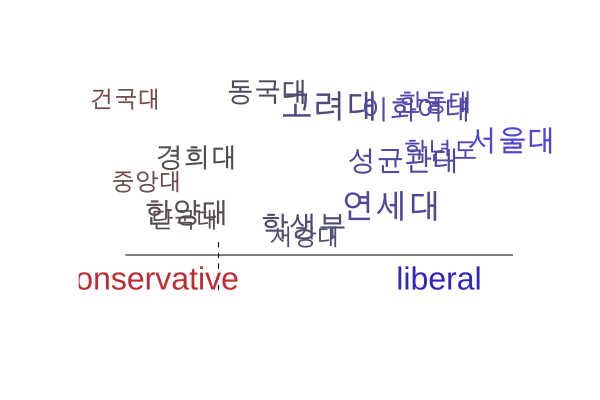 동국대
건국대
고려대
이화여대
한동대
서울대
학년도
성균관대
경희대
중앙대
연세대
한양대
단국대
학생부
서강대
onservative
liberal